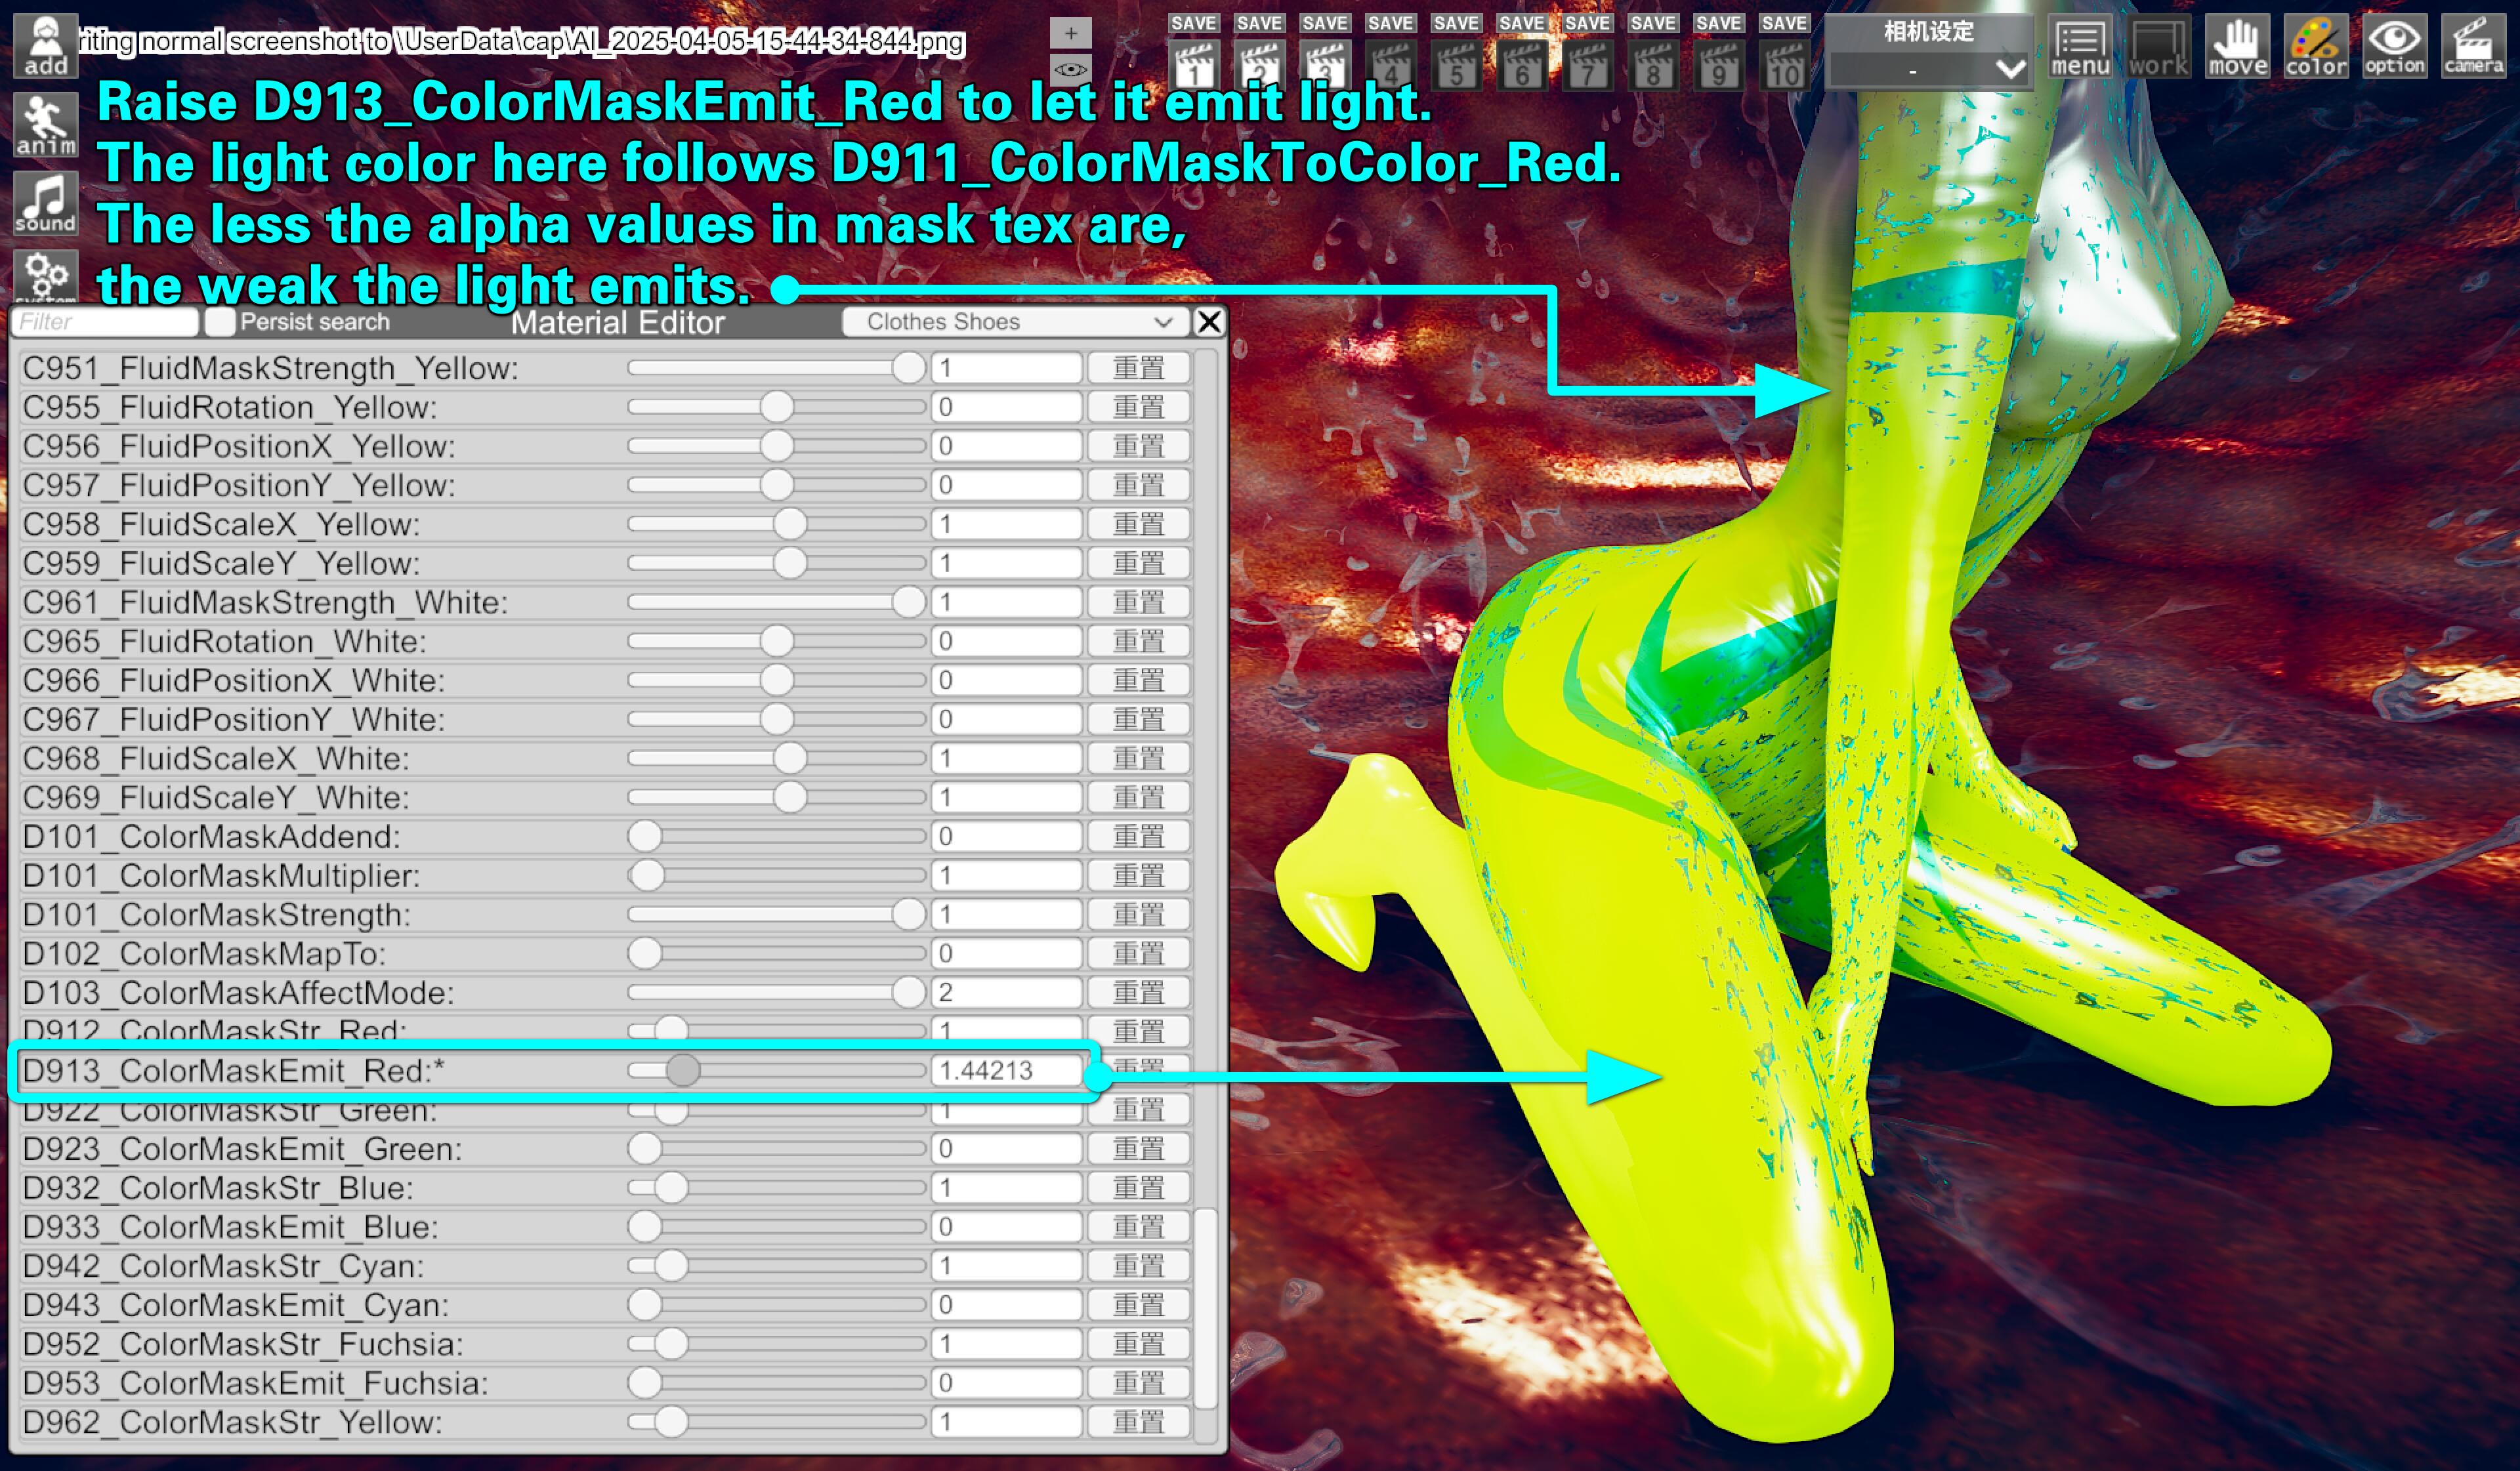 add
riting normal screenshot to \UserData\cap\AI_2025-04-05-15-44-34-844.png
+
SAVE SAVE SAVE SAVE SAVE SAVE SAVE SAVE SAVE SAVE
1 2 3 4 5 6 7 8 9 10
相机设定
-
menu work move color option camera
anim
sound
system
Raise D913_ColorMaskEmit_Red to let it emit light.
The light color here follows D911_ColorMaskToColor_Red.
The less the alpha values in mask tex are,
the weak the light emits.
Filter Persist search Material Editor Clothes Shoes X
C951_FluidMaskStrength_Yellow: 1 重置
C955_FluidRotation_Yellow: 0 重置
C956_FluidPositionX_Yellow: 0 重置
C957_FluidPositionY_Yellow: 0 重置
C958_FluidScaleX_Yellow: 1 重置
C959_FluidScaleY_Yellow: 1 重置
C961_FluidMaskStrength_White: 1 重置
C965_FluidRotation_White: 0 重置
C966_FluidPositionX_White: 0 重置
C967_FluidPositionY_White: 0 重置
C968_FluidScaleX_White: 1 重置
C969_FluidScaleY_White: 1 重置
D101_ColorMaskAddend: 0 重置
D101_ColorMaskMultiplier: 1 重置
D101_ColorMaskStrength: 1 重置
D102_ColorMaskMapTo: 0 重置
D103_ColorMaskAffectMode: 2 重置
D912_ColorMaskStr_Red: 1 重置
D913_ColorMaskEmit_Red:* 1.44213 重置
D922_ColorMaskStr_Green: 1 重置
D923_ColorMaskEmit_Green: 0 重置
D932_ColorMaskStr_Blue: 1 重置
D933_ColorMaskEmit_Blue: 0 重置
D942_ColorMaskStr_Cyan: 1 重置
D943_ColorMaskEmit_Cyan: 0 重置
D952_ColorMaskStr_Fuchsia: 1 重置
D953_ColorMaskEmit_Fuchsia: 0 重置
D962_ColorMaskStr_Yellow: 1 重置